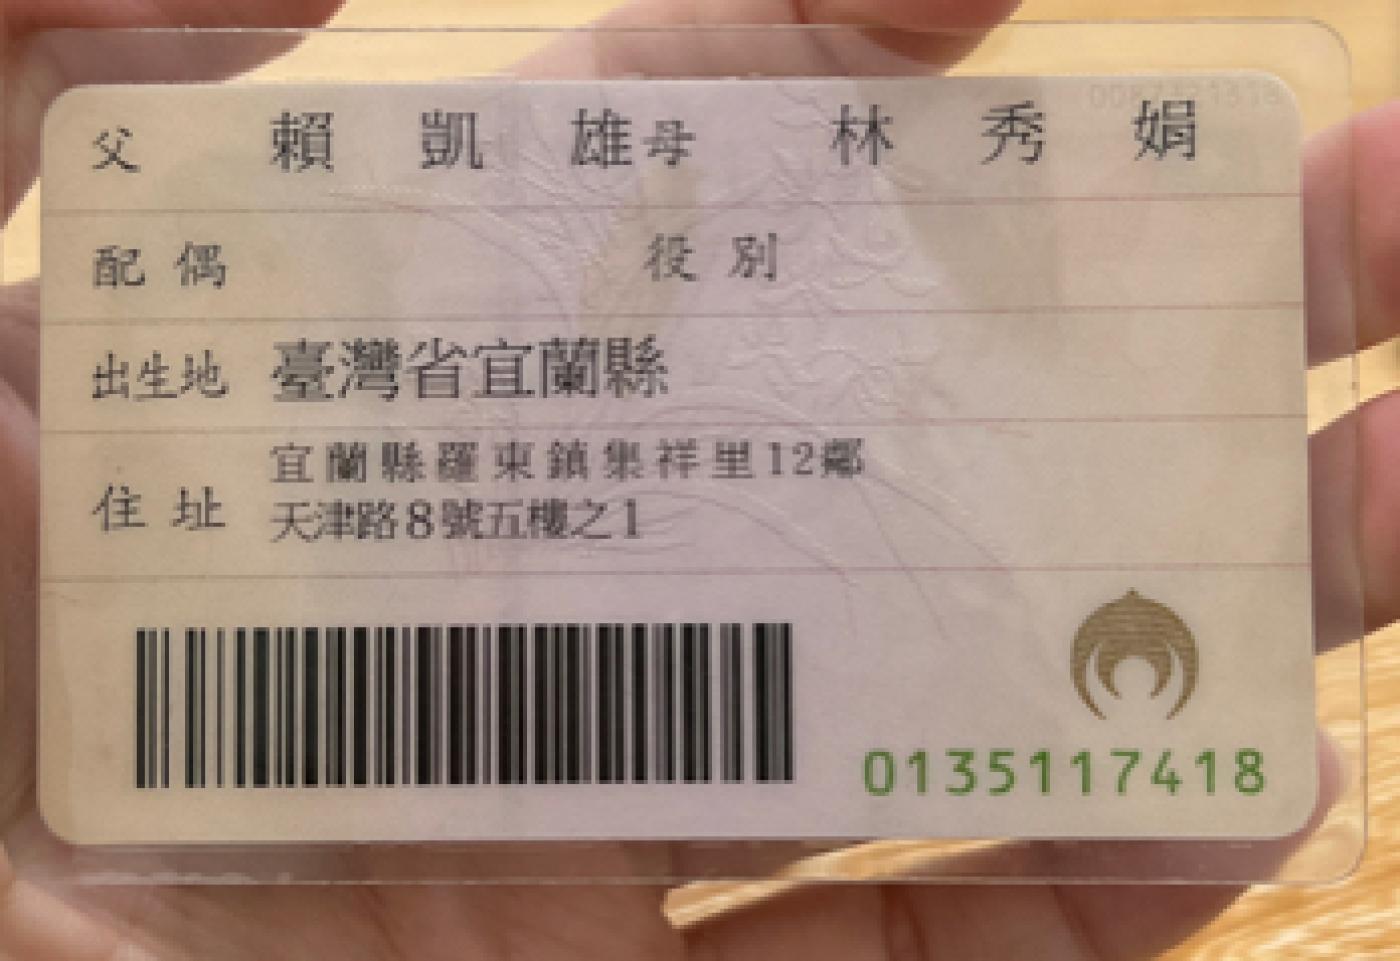 父 賴凱雄 母 林秀娟
配偶 役別
出生地 臺灣省宜蘭縣
住址 宜蘭縣羅東鎮集祥里12鄰
天津路8號五樓之1
0135117418